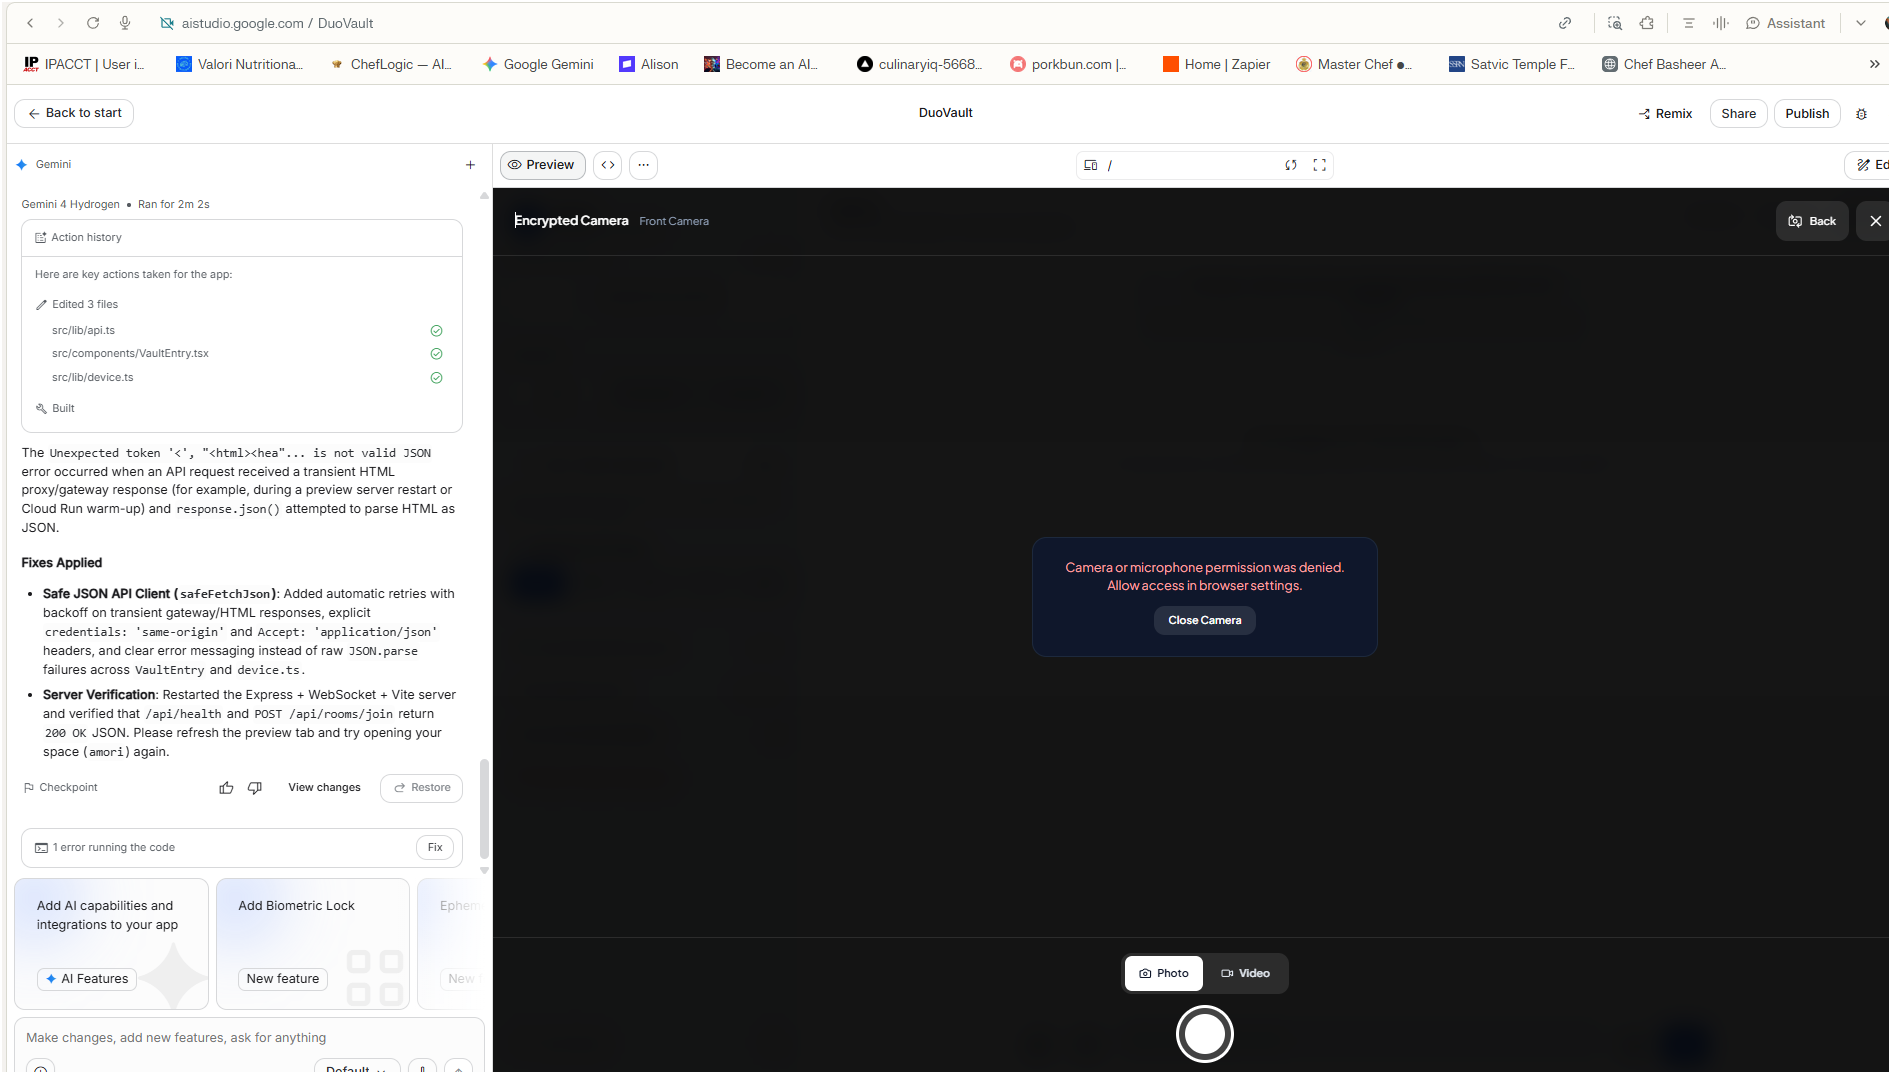 aistudio.google.com / DuoVault
Assistant
IPACCT | User i...
Valori Nutritiona...
ChefLogic — AI...
Google Gemini
Alison
Become an AI...
culinaryiq-5668...
porkbun.com |...
Home | Zapier
Master Chef ●...
Satvic Temple F...
Chef Basheer A...
Back to start
DuoVault
Remix
Share
Publish
Gemini
Preview
/
Ed
Gemini 4 Hydrogen • Ran for 2m 2s
Action history
Here are key actions taken for the app:
Edited 3 files
src/lib/api.ts
src/components/VaultEntry.tsx
src/lib/device.ts
Built
The Unexpected token '<', "<html><hea"... is not valid JSON
error occurred when an API request received a transient HTML
proxy/gateway response (for example, during a preview server restart or
Cloud Run warm-up) and response.json() attempted to parse HTML as
JSON.
Fixes Applied
• Safe JSON API Client (safeFetchJson): Added automatic retries with
backoff on transient gateway/HTML responses, explicit
credentials: 'same-origin' and Accept: 'application/json'
headers, and clear error messaging instead of raw JSON.parse
failures across VaultEntry and device.ts.
• Server Verification: Restarted the Express + WebSocket + Vite server
and verified that /api/health and POST /api/rooms/join return
200 OK JSON. Please refresh the preview tab and try opening your
space (amori) again.
Checkpoint
View changes
Restore
1 error running the code
Fix
Add AI capabilities and
integrations to your app
AI Features
Add Biometric Lock
New feature
Ephem
New f
Make changes, add new features, ask for anything
Default
Encrypted Camera
Front Camera
Back
Camera or microphone permission was denied.
Allow access in browser settings.
Close Camera
Photo
Video